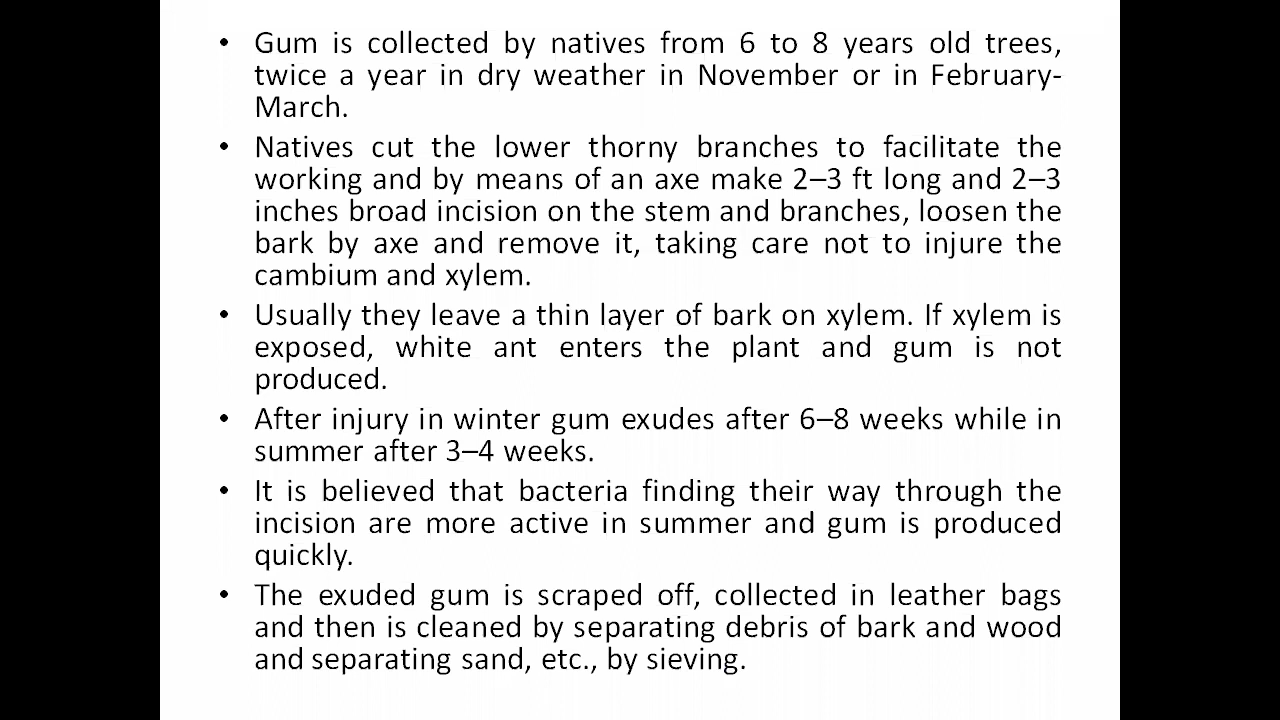 • Gum is collected by natives from 6 to 8 years old trees,
twice a year in dry weather in November or in February-
March.
• Natives cut the lower thorny branches to facilitate the
working and by means of an axe make 2–3 ft long and 2–3
inches broad incision on the stem and branches, loosen the
bark by axe and remove it, taking care not to injure the
cambium and xylem.
• Usually they leave a thin layer of bark on xylem. If xylem is
exposed, white ant enters the plant and gum is not
produced.
• After injury in winter gum exudes after 6–8 weeks while in
summer after 3–4 weeks.
• It is believed that bacteria finding their way through the
incision are more active in summer and gum is produced
quickly.
• The exuded gum is scraped off, collected in leather bags
and then is cleaned by separating debris of bark and wood
and separating sand, etc., by sieving.